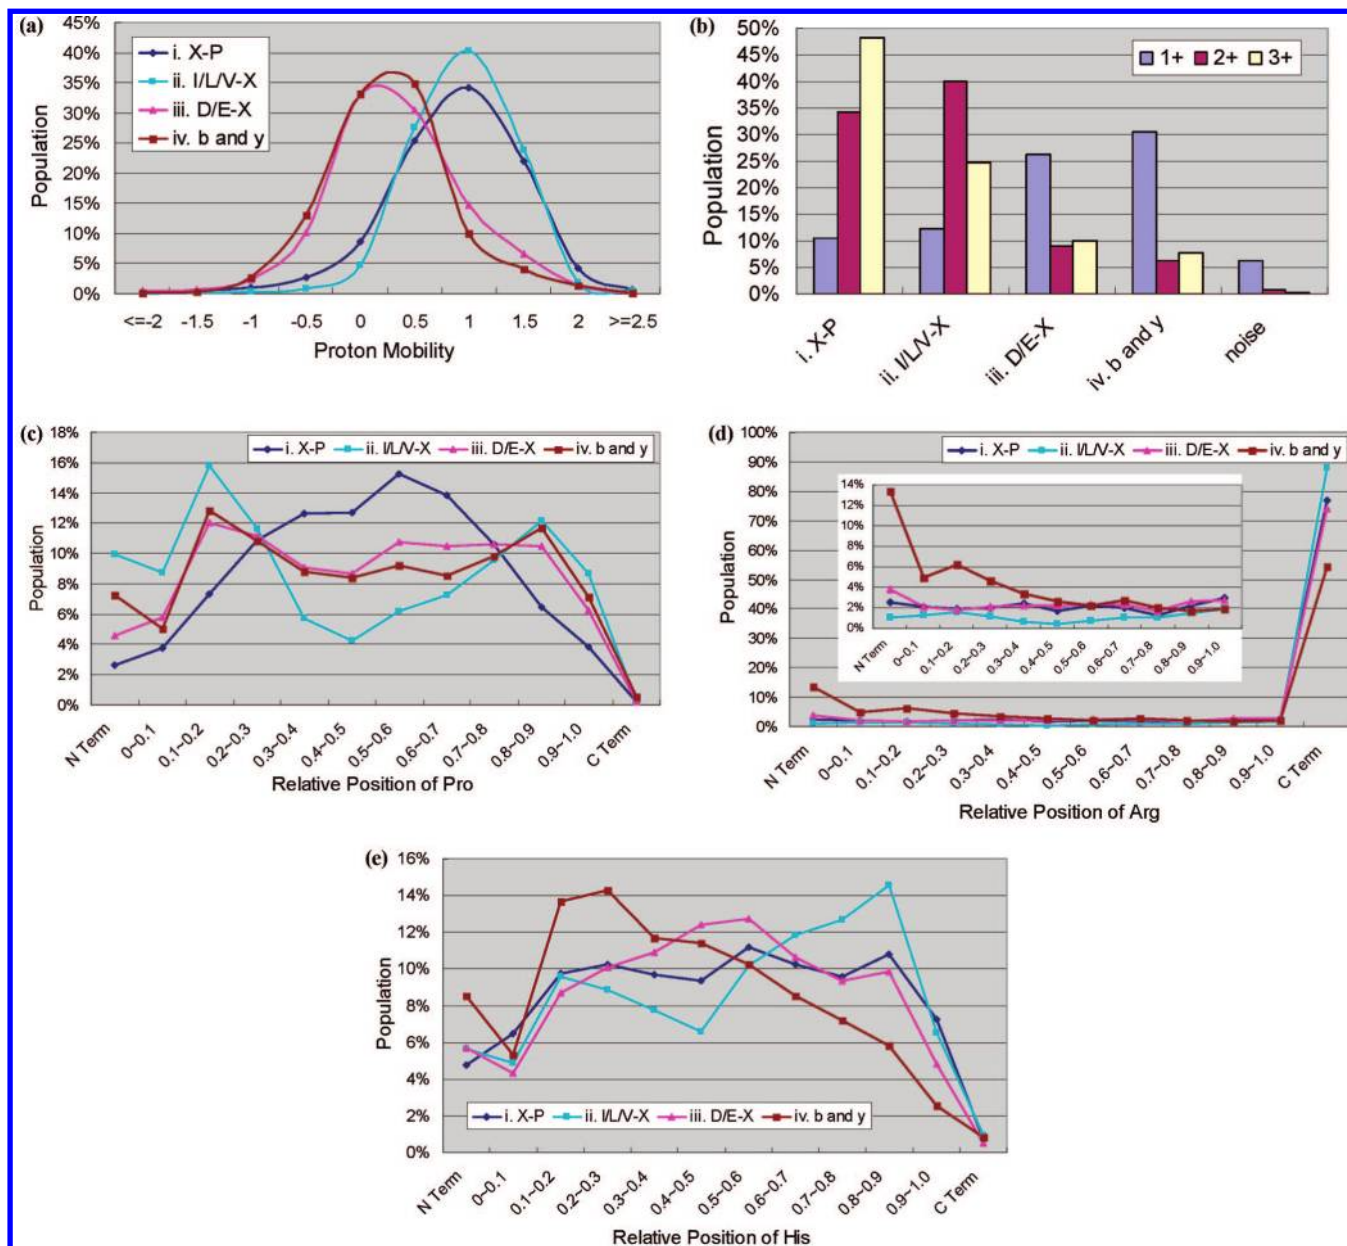 (a)
45%
40%
35%
30%
25%
20%
15%
10%
5%
0%
Population
i. X-P
ii. I/L/V-X
iii. D/E-X
iv. b and y
<=-2 -1.5 -1 -0.5 0 0.5 1 1.5 2 >=2.5
Proton Mobility
(b)
50%
45%
40%
35%
30%
25%
20%
15%
10%
5%
0%
Population
1+ 2+ 3+
i. X-P ii. I/L/V-X iii. D/E-X iv. b and y noise
(c)
18%
16%
14%
12%
10%
8%
6%
4%
2%
0%
Population
i. X-P ii. I/L/V-X iii. D/E-X iv. b and y
N Term 0~0.1 0.1~0.2 0.2~0.3 0.3~0.4 0.4~0.5 0.5~0.6 0.6~0.7 0.7~0.8 0.8~0.9 0.9~1.0 C Term
Relative Position of Pro
(d)
100%
90%
80%
70%
60%
50%
40%
30%
20%
10%
0%
Population
i. X-P ii. I/L/V-X iii. D/E-X iv. b and y
14%
12%
10%
8%
6%
4%
2%
0%
N Term 0~0.1 0.1~0.2 0.2~0.3 0.3~0.4 0.4~0.5 0.5~0.6 0.6~0.7 0.7~0.8 0.8~0.9 0.9~1.0
N Term 0~0.1 0.1~0.2 0.2~0.3 0.3~0.4 0.4~0.5 0.5~0.6 0.6~0.7 0.7~0.8 0.8~0.9 0.9~1.0 C Term
Relative Position of Arg
(e)
16%
14%
12%
10%
8%
6%
4%
2%
0%
Population
i. X-P ii. I/L/V-X iii. D/E-X iv. b and y
N Term 0~0.1 0.1~0.2 0.2~0.3 0.3~0.4 0.4~0.5 0.5~0.6 0.6~0.7 0.7~0.8 0.8~0.9 0.9~1.0 C Term
Relative Position of His